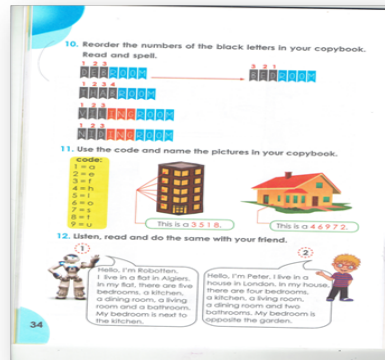 10. Reorder the numbers of the black letters in your copybook.
Read and spell.
1 2 3
3 2 1
DEBROOM
BEDROOM
1 2 3 4
ROOM
1 2 3
INGROOM
1 2 3
NIDINGROOM
11. Use the code and name the pictures in your copybook.
code:
1 = a
2 = e
3 = f
4 = h
5 = l
6 = o
7 = s
8 = t
9 = u
This is a 3 5 1 8.
This is a 4 6 9 7 2.
12. Listen, read and do the same with your friend.
1
2
Hello, I'm Robotten.
I live in a flat in Algiers.
In my flat, there are five
bedrooms, a kitchen,
a dining room, a living
room and a bathroom.
My bedroom is next to
the kitchen.
Hello, I'm Peter. I live in a
house in London. In my house,
there are four bedrooms,
a kitchen, a living room,
a dining room and two
bathrooms. My bedroom is
opposite the garden.
34